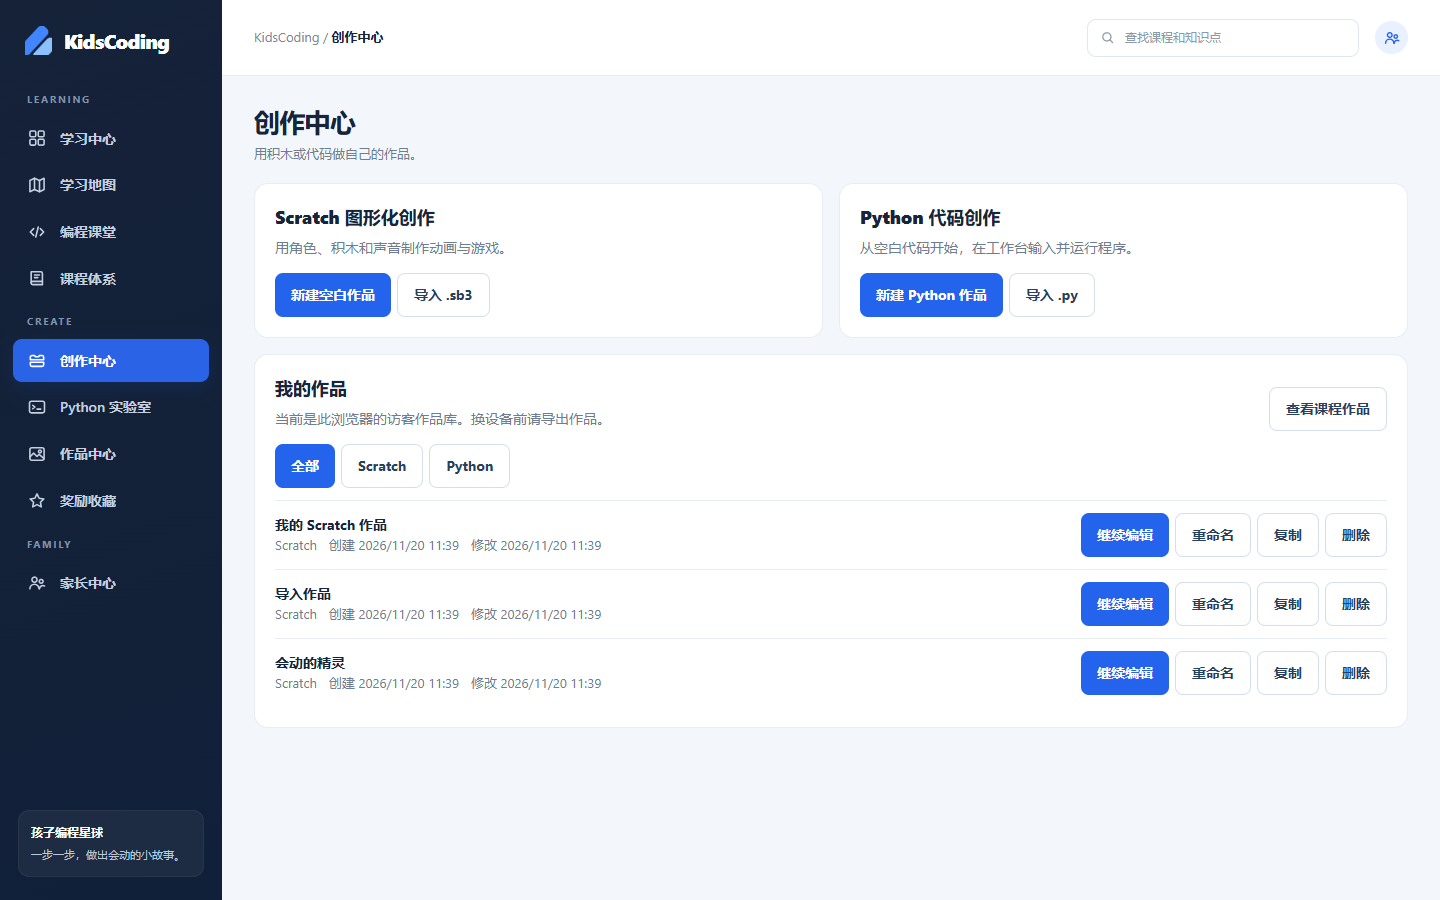 KidsCoding
LEARNING
学习中心
学习地图
编程课堂
课程体系
CREATE
创作中心
Python 实验室
作品中心
奖励收藏
FAMILY
家长中心
孩子编程星球
一步一步，做出会动的小故事。
KidsCoding / 创作中心
查找课程和知识点
创作中心
用积木或代码做自己的作品。
Scratch 图形化创作
用角色、积木和声音制作动画与游戏。
新建空白作品 导入 .sb3
Python 代码创作
从空白代码开始，在工作台输入并运行程序。
新建 Python 作品 导入 .py
我的作品
当前是此浏览器的访客作品库。换设备前请导出作品。
查看课程作品
全部 Scratch Python
我的 Scratch 作品
Scratch 创建 2026/11/20 11:39 修改 2026/11/20 11:39
继续编辑 重命名 复制 删除
导入作品
Scratch 创建 2026/11/20 11:39 修改 2026/11/20 11:39
继续编辑 重命名 复制 删除
会动的精灵
Scratch 创建 2026/11/20 11:39 修改 2026/11/20 11:39
继续编辑 重命名 复制 删除